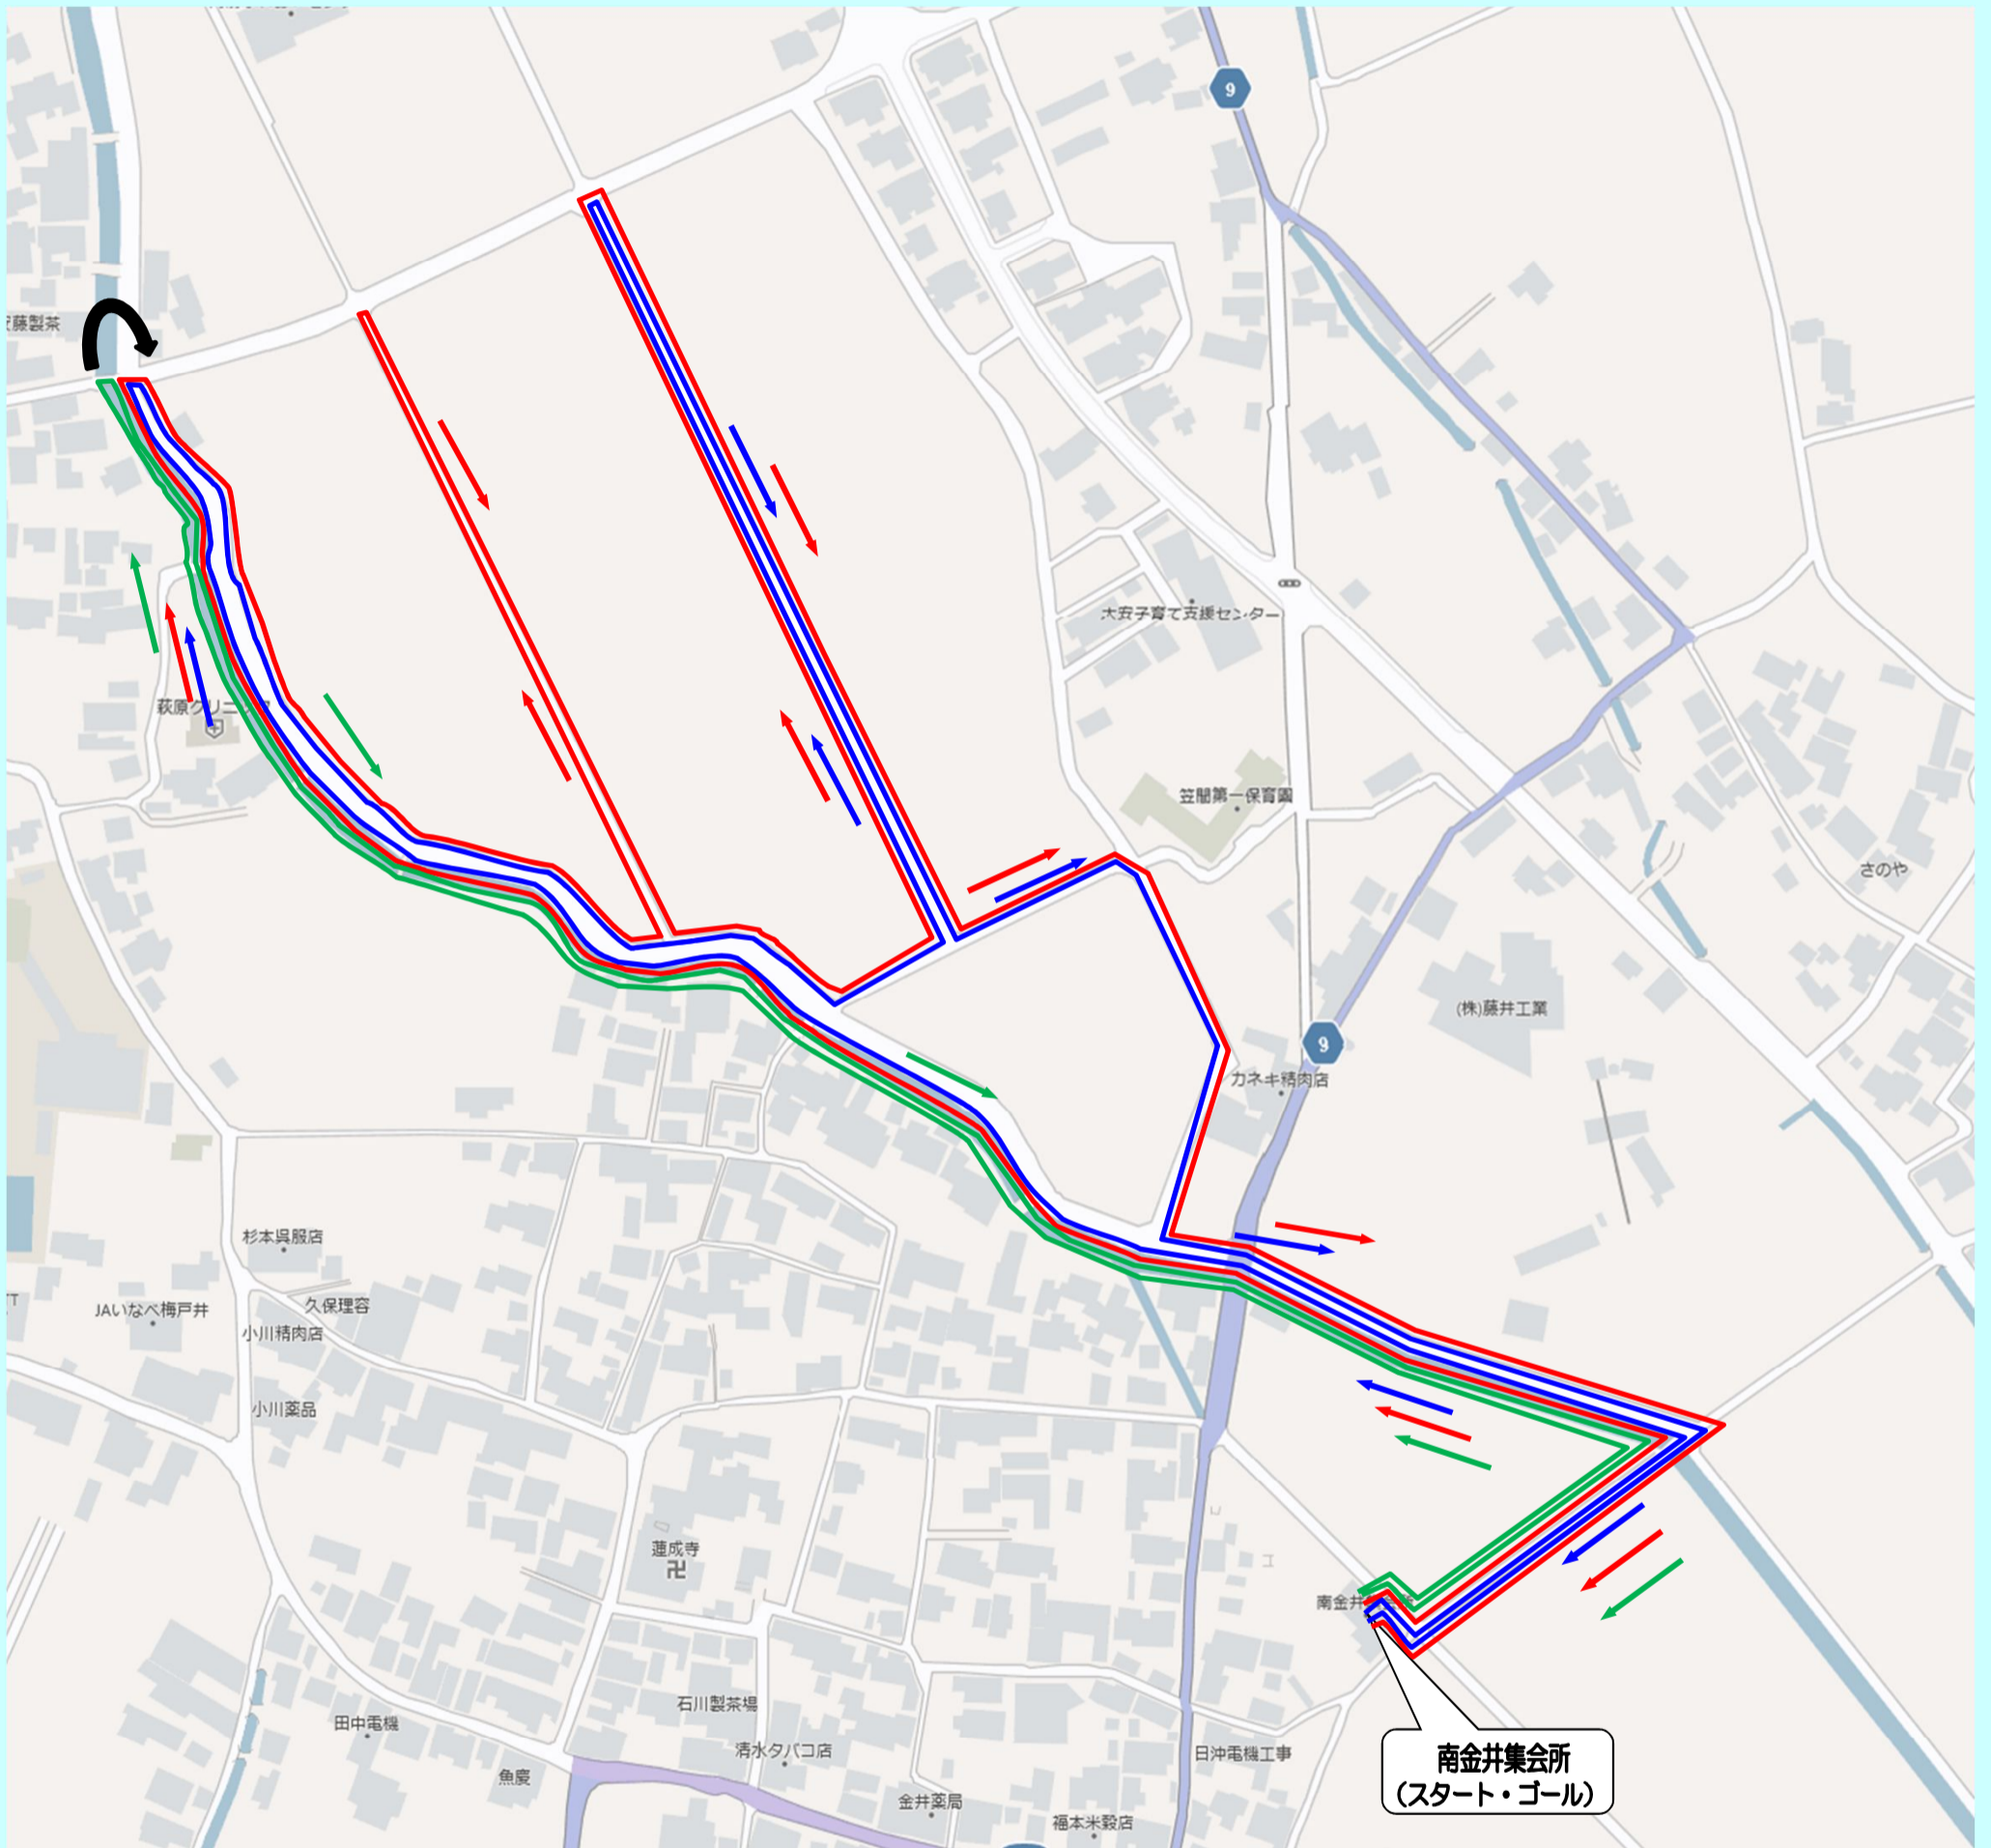 9
安藤製茶
大安子育て支援センター
萩原クリニック
笠間第一保育園
さのや
(株)藤井工業
9
カネキ精肉店
杉本呉服店
JAいなべ梅戸井
久保理容
小川精肉店
小川薬品
蓮成寺
南金井
石川製茶場
田中電機
清水タバコ店
日沖電機工事
南金井集会所
(スタート・ゴール)
魚慶
金井薬局
福本米穀店